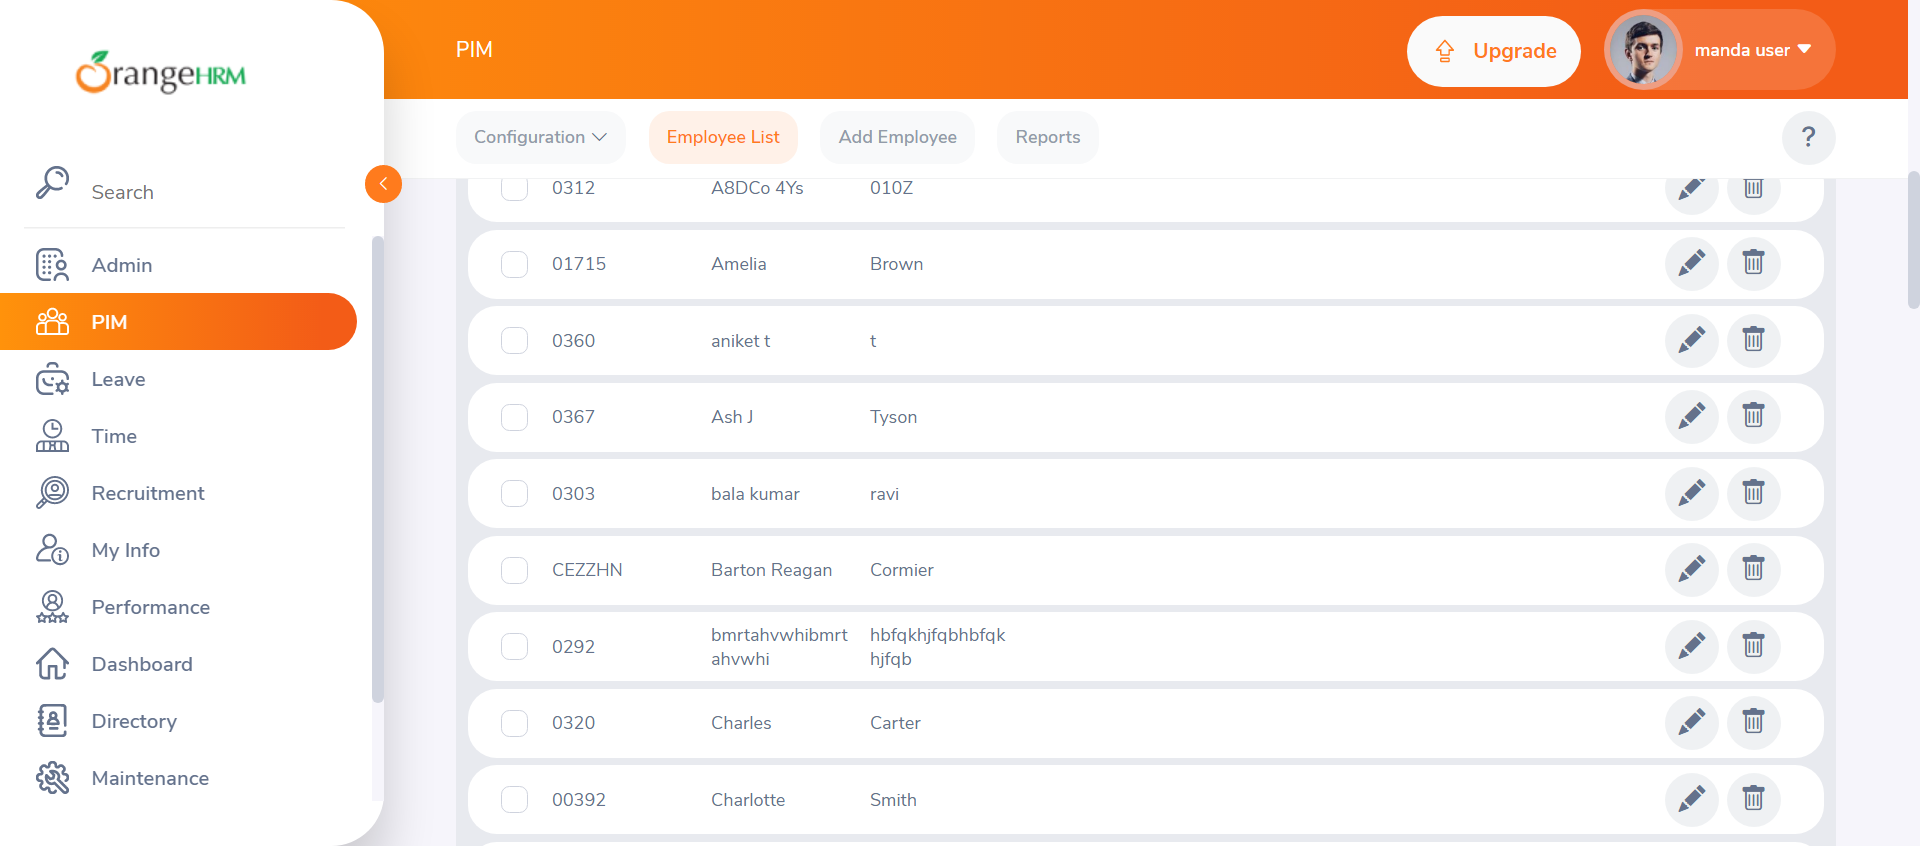 OrangeHRM
PIM
Upgrade
manda user
Configuration
Employee List
Add Employee
Reports
?
Search
Admin
PIM
Leave
Time
Recruitment
My Info
Performance
Dashboard
Directory
Maintenance
0312 A8DCo 4Ys 010Z
01715 Amelia Brown
0360 aniket t t
0367 Ash J Tyson
0303 bala kumar ravi
CEZZHN Barton Reagan Cormier
0292 bmrtahvwhibmrt hbfqkhjfqbhbfqk
ahvwhi hjfqb
0320 Charles Carter
00392 Charlotte Smith